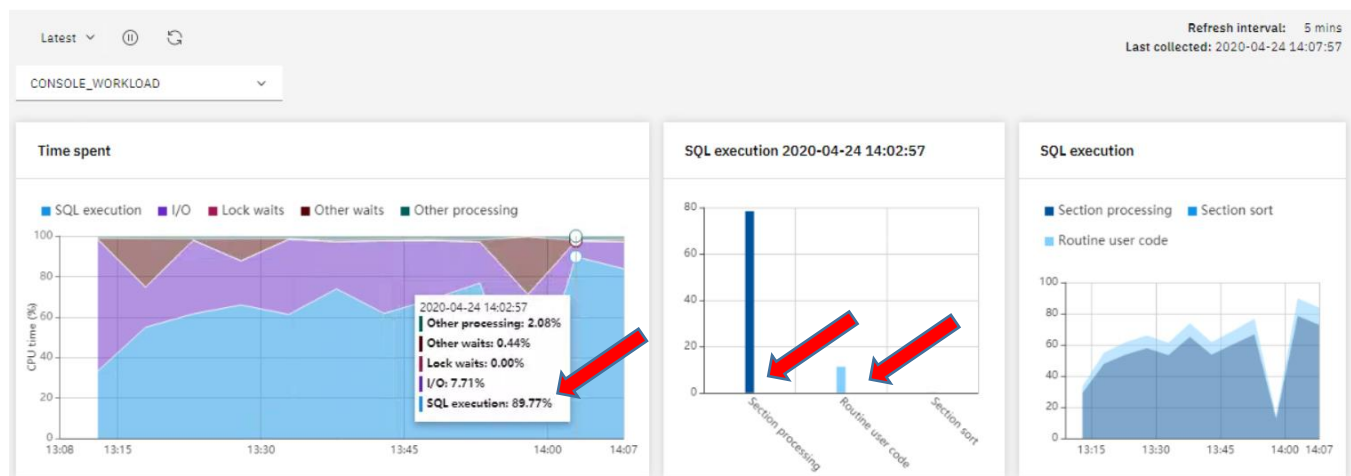 Latest
Refresh interval: 5 mins
Last collected: 2020-04-24 14:07:57
CONSOLE_WORKLOAD
Time spent
SQL execution I/O Lock waits Other waits Other processing
100
80
60
40
20
0
CPU time (%)
13:08 13:15 13:30 13:45 14:00 14:07
2020-04-24 14:02:57
Other processing: 2.08%
Other waits: 0.44%
Lock waits: 0.00%
I/O: 7.71%
SQL execution: 89.77%
SQL execution 2020-04-24 14:02:57
80
60
40
20
0
Section processing
Routine user code
Section sort
SQL execution
Section processing Section sort
Routine user code
100
80
60
40
20
0
13:15 13:30 13:45 14:00 14:07